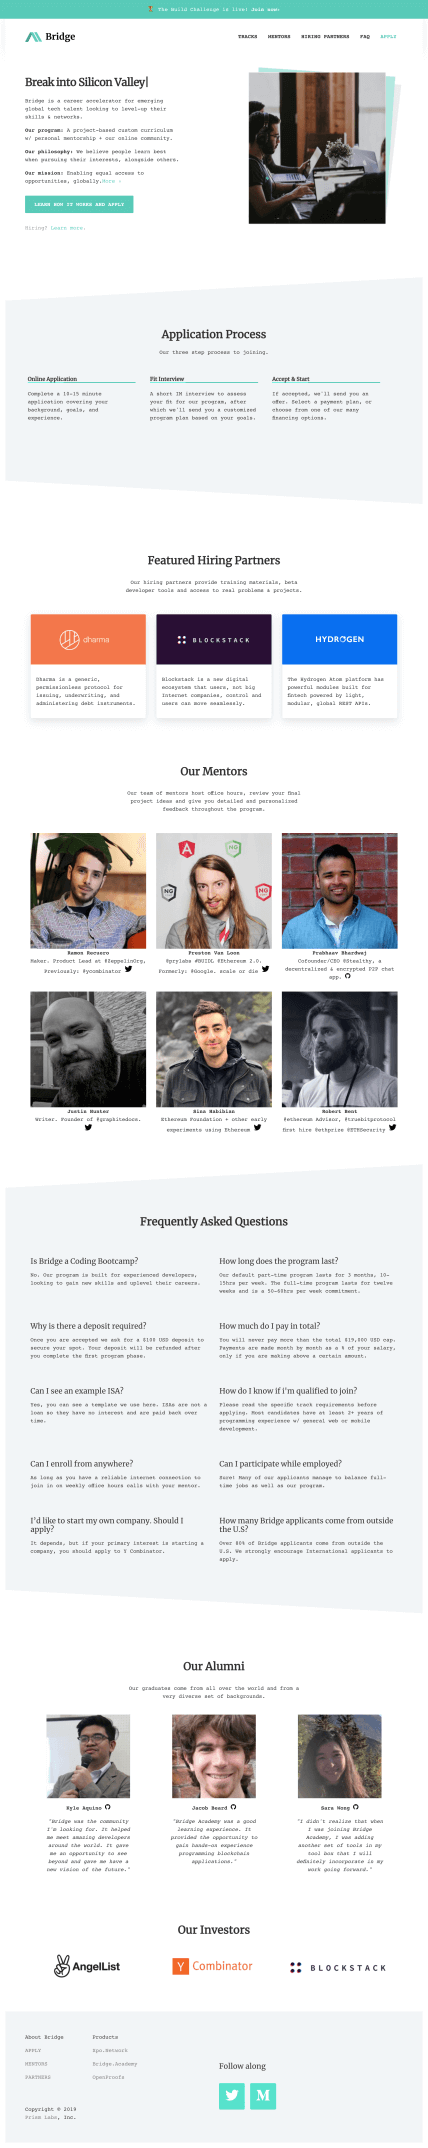 The Build Challenge is live! Join now.
Bridge
TRACKS MENTORS HIRING PARTNERS FAQ APPLY
Break into Silicon Valley|
Bridge is a career accelerator for emerging
global tech talent looking to level-up their
skills & networks.
Our program: A project-based custom curriculum
w/ personal mentorship + our online community.
Our philosophy: We believe people learn best
when pursuing their interests, alongside others.
Our mission: Enabling equal access to
opportunities, globally.More →
LEARN HOW IT WORKS AND APPLY
Hiring? Learn more.
Application Process
Our three step process to joining.
Online Application
Complete a 10-15 minute
application covering your
background, goals, and
experience.
Fit Interview
A short 1H interview to assess
your fit for our program, after
which we'll send you a customized
program plan based on your goals.
Accept & Start
If accepted, we'll send you an
offer. Select a payment plan, or
choose from one of our many
financing options.
Featured Hiring Partners
Our hiring partners provide training materials, beta
developer tools and access to real problems & projects.
dharma
Dharma is a generic,
permissionless protocol for
issuing, underwriting, and
administering debt instruments.
BLOCKSTACK
Blockstack is a new digital
ecosystem that users, not big
Internet companies, control and
users can move seamlessly.
HYDROGEN
The Hydrogen Atom platform has
powerful modules built for
fintech powered by light,
modular, global REST APIs.
Our Mentors
Our team of mentors host office hours, review your final
project ideas and give you detailed and personalized
feedback throughout the program.
Ramon Recuero
Maker. Product Lead at @ZeppelinOrg,
Previously: @ycombinator
Preston Van Loon
@prylabs #BUIDL #Ethereum 2.0.
Formerly: @Google. scale or die
Prabhaav Bhardwaj
Cofounder/CEO @Stealthy, a
decentralized & encrypted P2P chat
app.
Justin Hunter
Writer. Founder of @graphitedocs.
Sina Habibian
Ethereum Foundation + other early
experiments using Ethereum
Robert Bent
@ethereum Advisor, @truebitprotocol
first hire @ethprize @ETHSecurity
Frequently Asked Questions
Is Bridge a Coding Bootcamp?
No. Our program is built for experienced developers,
looking to gain new skills and uplevel their careers.
How long does the program last?
Our default part-time program lasts for 3 months, 10-
15hrs per week. The full-time program lasts for twelve
weeks and is a 50-60hrs per week commitment.
Why is there a deposit required?
Once you are accepted we ask for a $100 USD deposit to
secure your spot. Your deposit will be refunded after
you complete the first program phase.
How much do I pay in total?
You will never pay more than the total $19,000 USD cap.
Payments are made month by month as a % of your salary,
only if you are making above a certain amount.
Can I see an example ISA?
Yes, you can see a template we use here. ISAs are not a
loan so they have no interest and are paid back over
time.
How do I know if i'm qualified to join?
Please read the specific track requirements before
applying. Most candidates have at least 2+ years of
programming experience w/ general web or mobile
development.
Can I enroll from anywhere?
As long as you have a reliable internet connection to
join in on weekly office hours calls with your mentor.
Can I participate while employed?
Sure! Many of our applicants manage to balance full-
time jobs as well as our program.
I'd like to start my own company. Should I
apply?
It depends, but if your primary interest is starting a
company, you should apply to Y Combinator.
How many Bridge applicants come from outside
the U.S?
Over 80% of Bridge applicants come from outside the
U.S. We strongly encourage International applicants to
apply.
Our Alumni
Our graduates come from all over the world and from a
very diverse set of backgrounds.
Kyle Aquino
"Bridge was the community
I'm looking for. It helped
me meet amazing developers
around the world. It gave
me an opportunity to see
beyond and gave me have a
new vision of the future."
Jacob Beard
"Bridge Academy was a good
learning experience. It
provided the opportunity to
gain hands-on experience
programming blockchain
applications."
Sara Wong
"I didn't realize that when
I was joining Bridge
Academy, I was adding
another set of tools in my
tool box that I will
definitely incorporate in my
work going forward."
Our Investors
AngelList
Y Combinator
BLOCKSTACK
About Bridge
APPLY
MENTORS
PARTNERS
Products
Xpo.Network
Bridge.Academy
OpenProofs
Follow along
Copyright © 2019
Prism Labs, Inc.